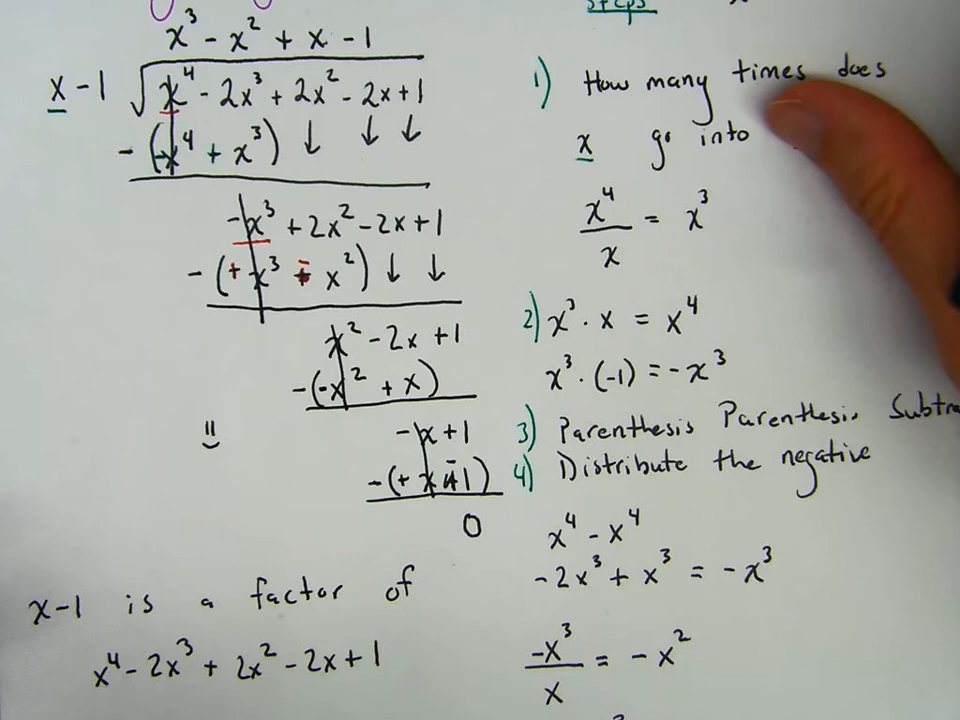 x³ - x² + x - 1
x - 1 √ x⁴ - 2x³ + 2x² - 2x + 1
- (-x⁴ + x³) ↓ ↓ ↓
-x³ + 2x² - 2x + 1
- (+ x³ - x²) ↓ ↓
x² - 2x + 1
- (-x² + x)
-x + 1
- (+ x - 1)
0
x-1 is a factor of
x⁴ - 2x³ + 2x² - 2x + 1
Steps
1) How many times does
x go into
x⁴/x = x³
2) x³ · x = x⁴
x³ · (-1) = -x³
3) Parenthesis Parenthesis
4) Distribute the negative
x⁴ - x⁴
-2x³ + x³ = -x³
-x³/x = -x²